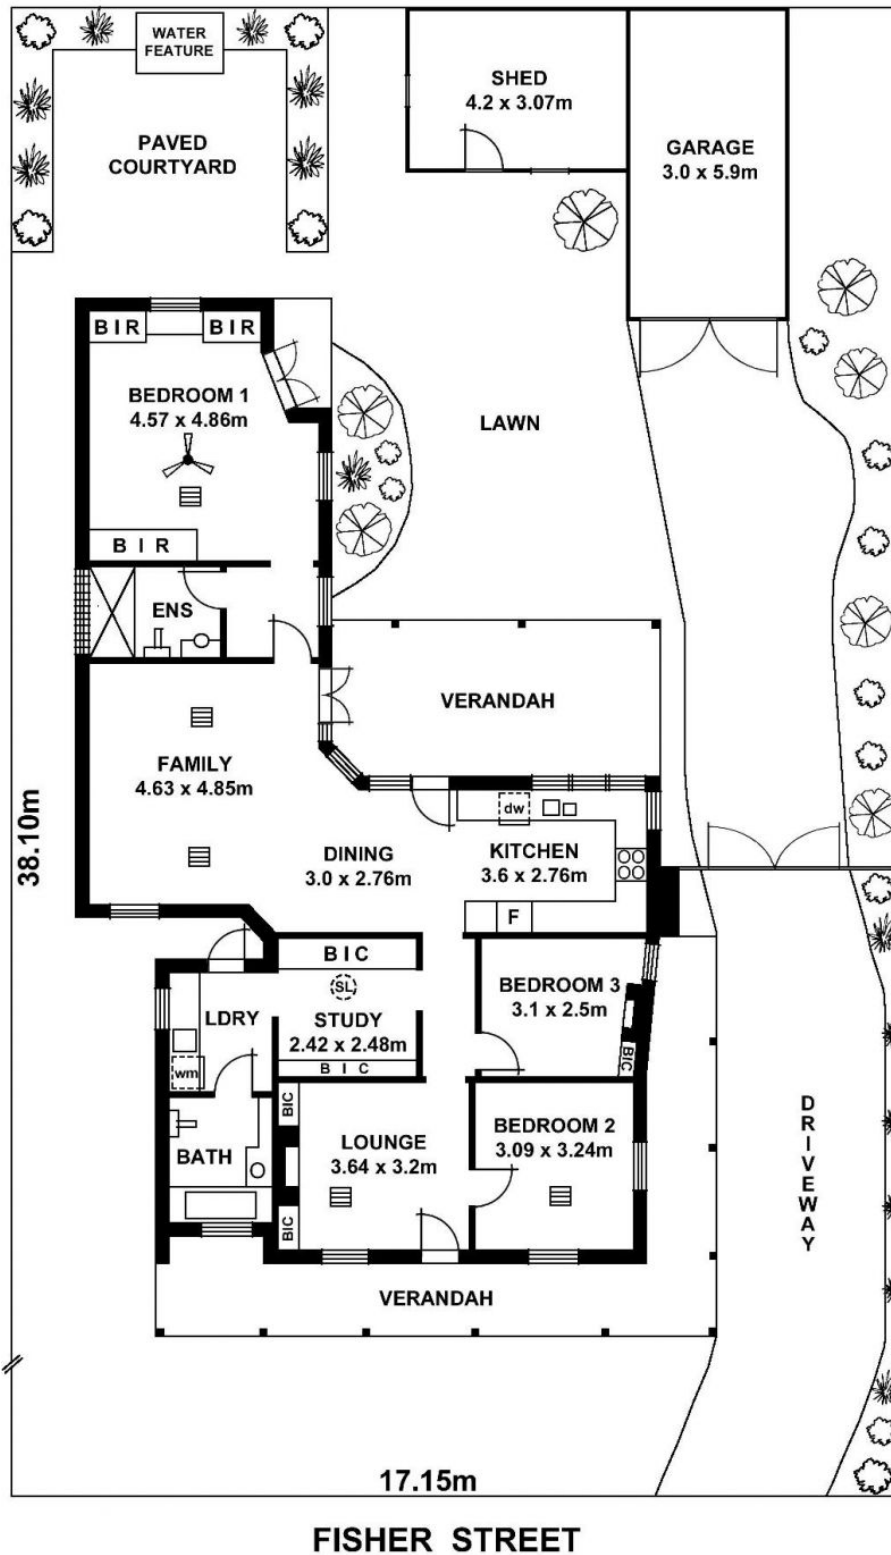 WATER
FEATURE
PAVED
COURTYARD
SHED
4.2 x 3.07m
GARAGE
3.0 x 5.9m
BIR
BIR
BEDROOM 1
4.57 x 4.86m
LAWN
B I R
ENS
VERANDAH
FAMILY
4.63 x 4.85m
38.10m
dw
DINING
3.0 x 2.76m
KITCHEN
3.6 x 2.76m
F
BIC
SL
BEDROOM 3
3.1 x 2.5m
LDRY
STUDY
2.42 x 2.48m
BIC
wm
B I C
BIC
LOUNGE
3.64 x 3.2m
BEDROOM 2
3.09 x 3.24m
BATH
BIC
DRIVEWAY
VERANDAH
17.15m
FISHER STREET